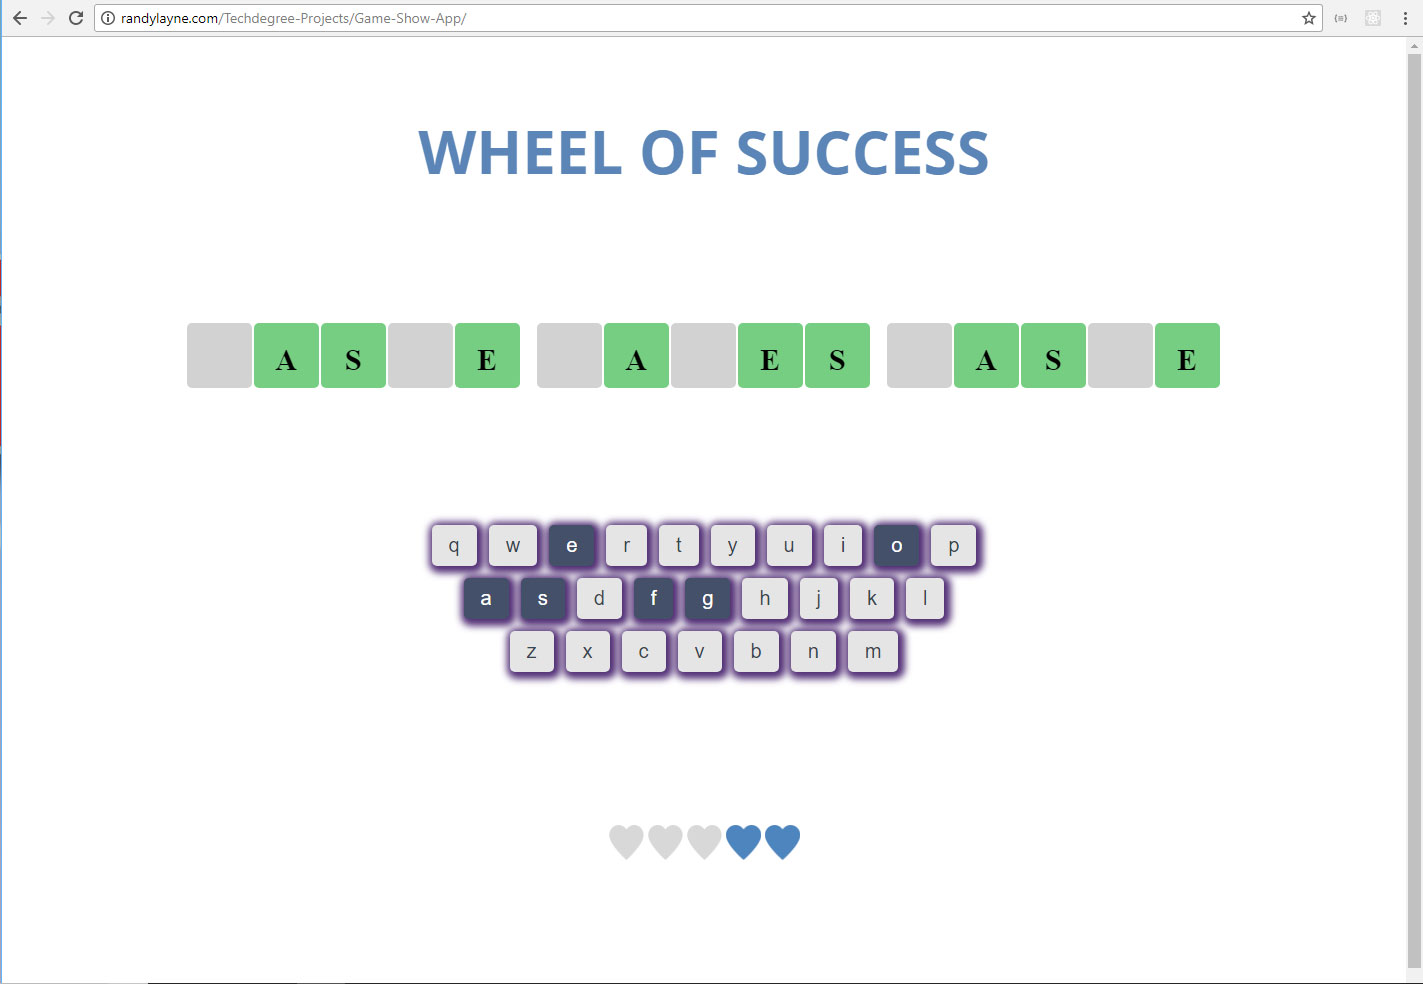 randylayne.com/Techdegree-Projects/Game-Show-App/
WHEEL OF SUCCESS
A S E A E S A S E
q w e r t y u i o p
a s d f g h j k l
z x c v b n m